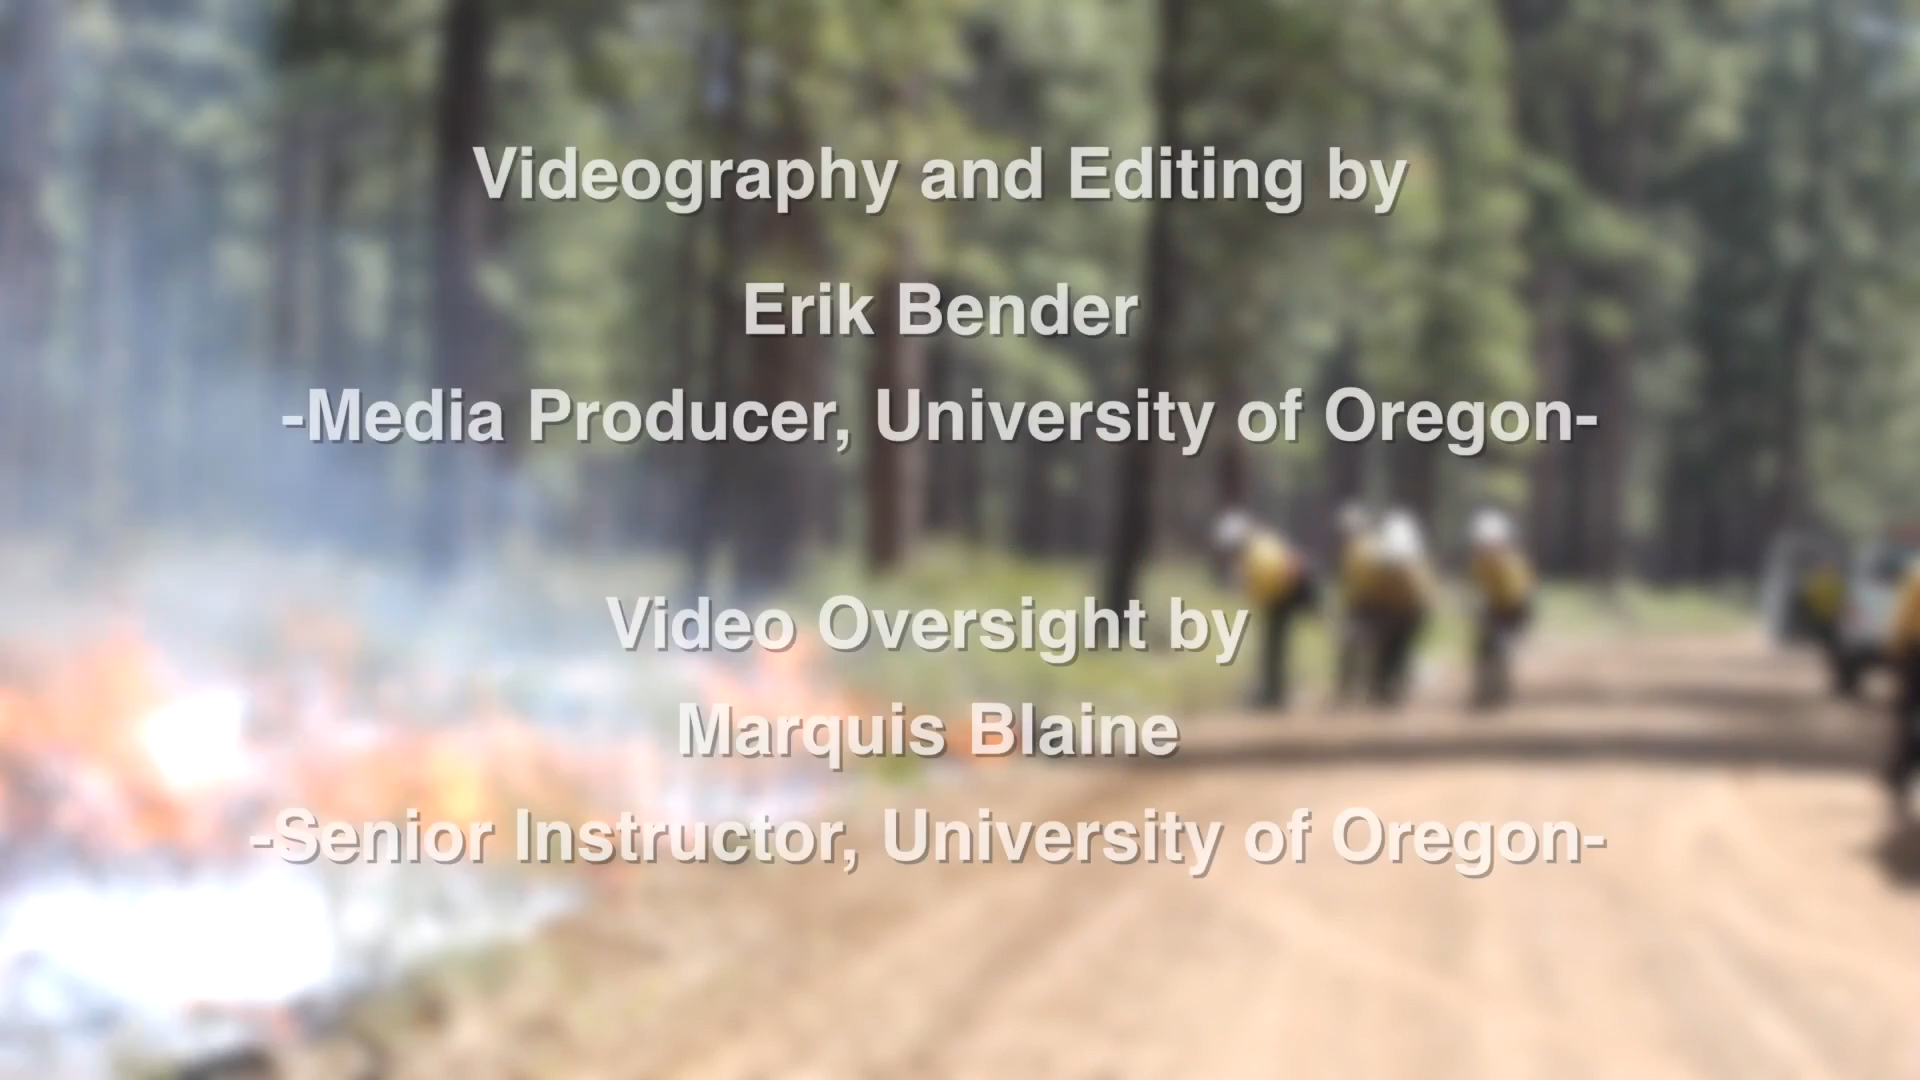 Videography and Editing by
Erik Bender
-Media Producer, University of Oregon-
Video Oversight by
Marquis Blaine
-Senior Instructor, University of Oregon-